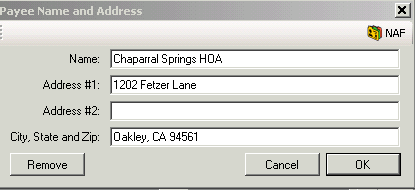 Payee Name and Address
NAF
Name: Chaparral Springs HOA
Address #1: 1202 Fetzer Lane
Address #2:
City, State and Zip: Oakley, CA 94561
Remove Cancel OK